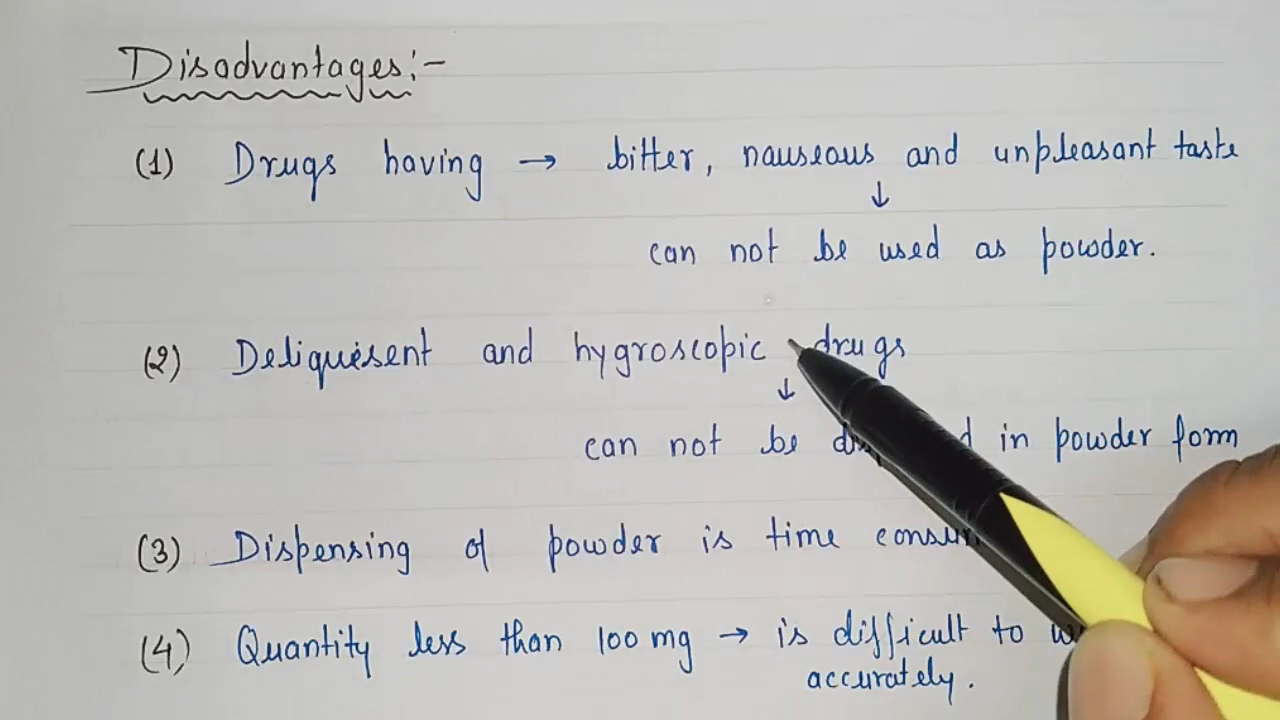 Disadvantages:-
(1) Drugs having → bitter, nauseous and unpleasant taste
↓
can not be used as powder.
(2) Deliquesent and hygroscopic drugs
↓
can not be in powder form
(3) Dispensing of powder is time
(4) Quantity less than 100 mg → is difficult to
accurately.